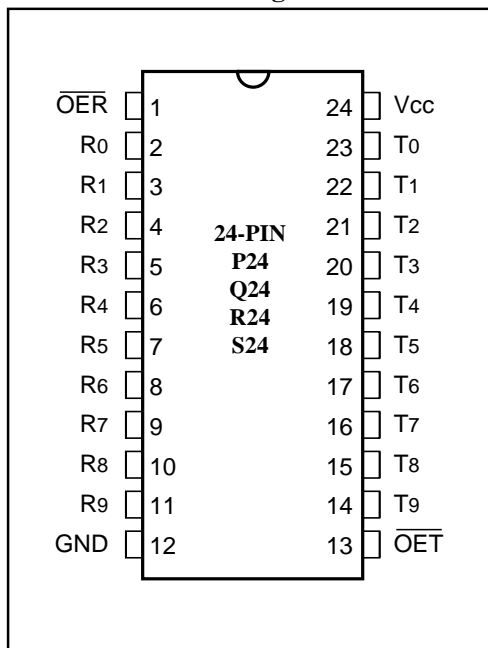 O̅E̅R̅ 1 24 Vcc
R0 2 23 T0
R1 3 22 T1
R2 4 21 T2
R3 5 20 T3
R4 6 19 T4
R5 7 18 T5
R6 8 17 T6
R7 9 16 T7
R8 10 15 T8
R9 11 14 T9
GND 12 13 O̅E̅T̅
24-PIN
P24
Q24
R24
S24